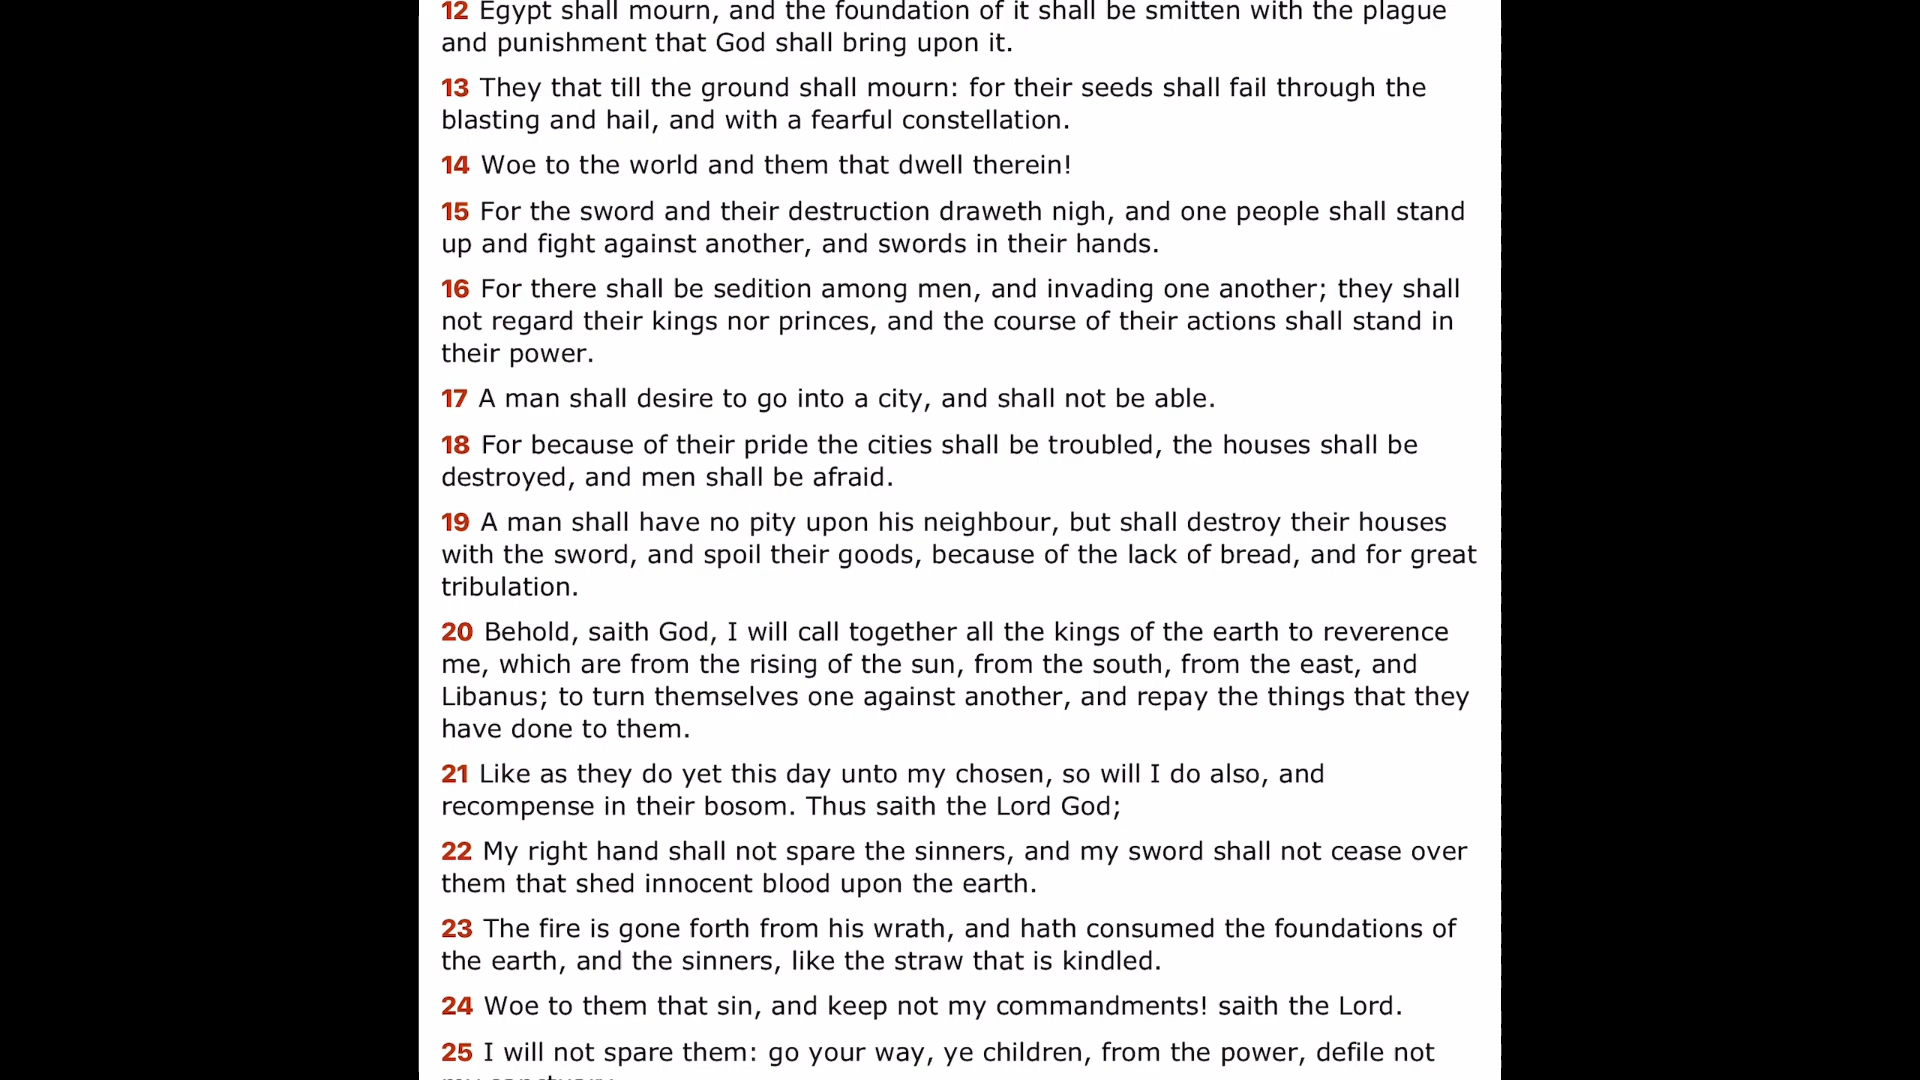 12 Egypt shall mourn, and the foundation of it shall be smitten with the plague
and punishment that God shall bring upon it.
13 They that till the ground shall mourn: for their seeds shall fail through the
blasting and hail, and with a fearful constellation.
14 Woe to the world and them that dwell therein!
15 For the sword and their destruction draweth nigh, and one people shall stand
up and fight against another, and swords in their hands.
16 For there shall be sedition among men, and invading one another; they shall
not regard their kings nor princes, and the course of their actions shall stand in
their power.
17 A man shall desire to go into a city, and shall not be able.
18 For because of their pride the cities shall be troubled, the houses shall be
destroyed, and men shall be afraid.
19 A man shall have no pity upon his neighbour, but shall destroy their houses
with the sword, and spoil their goods, because of the lack of bread, and for great
tribulation.
20 Behold, saith God, I will call together all the kings of the earth to reverence
me, which are from the rising of the sun, from the south, from the east, and
Libanus; to turn themselves one against another, and repay the things that they
have done to them.
21 Like as they do yet this day unto my chosen, so will I do also, and
recompense in their bosom. Thus saith the Lord God;
22 My right hand shall not spare the sinners, and my sword shall not cease over
them that shed innocent blood upon the earth.
23 The fire is gone forth from his wrath, and hath consumed the foundations of
the earth, and the sinners, like the straw that is kindled.
24 Woe to them that sin, and keep not my commandments! saith the Lord.
25 I will not spare them: go your way, ye children, from the power, defile not